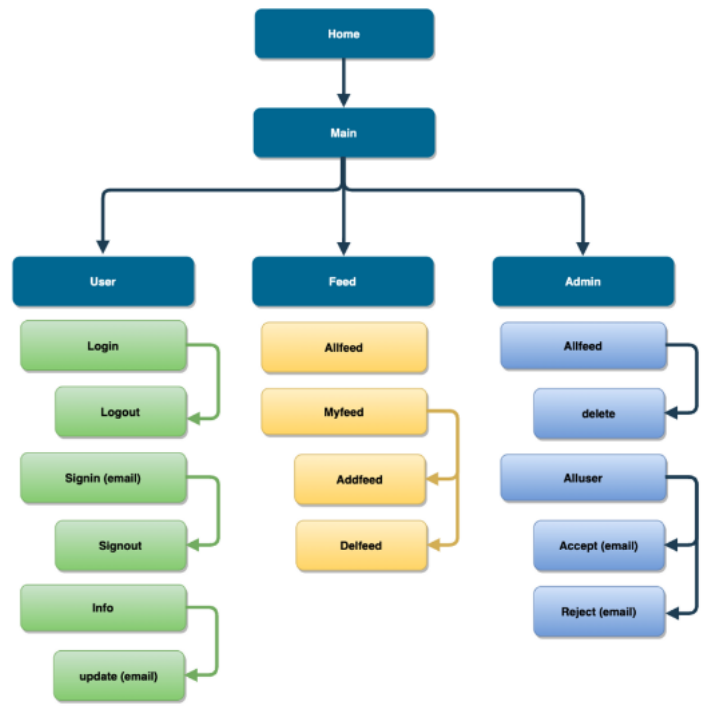 Home
Main
User
Feed
Admin
Login
Logout
Signin (email)
Signout
Info
update (email)
Allfeed
Myfeed
Addfeed
Delfeed
Allfeed
delete
Alluser
Accept (email)
Reject (email)